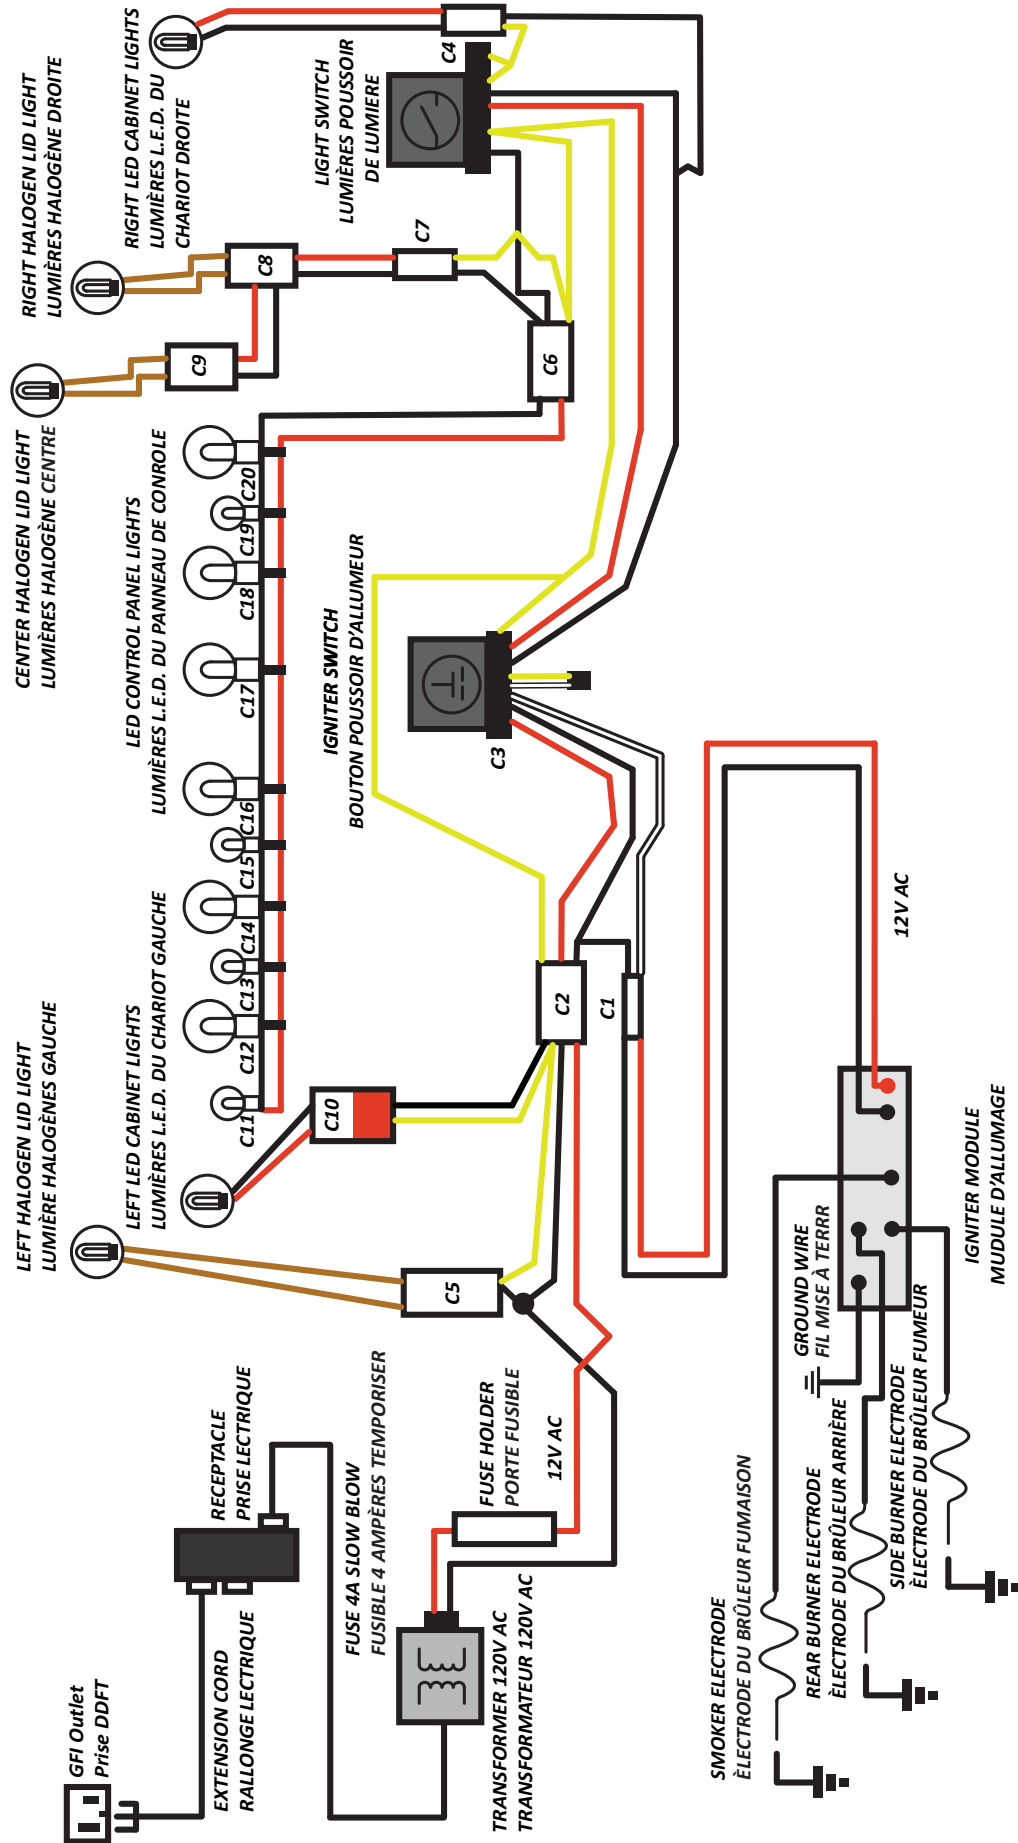 GFI Outlet
Prise DDFT
EXTENSION CORD
RALLONGE LECTRIQUE
RECEPTACLE
PRISE LECTRIQUE
FUSE 4A SLOW BLOW
FUSIBLE 4 AMPÈRES TEMPORISER
FUSE HOLDER
PORTE FUSIBLE
12V AC
TRANSFORMER 120V AC
TRANSFORMATEUR 120V AC
LEFT HALOGEN LID LIGHT
LUMIÈRE HALOGÈNES GAUCHE
LEFT LED CABINET LIGHTS
LUMIÈRES L.E.D. DU CHARIOT GAUCHE
LED CONTROL PANEL LIGHTS
LUMIÈRES L.E.D. DU PANNEAU DE CONROLE
CENTER HALOGEN LID LIGHT
LUMIÈRES HALOGÈNE CENTRE
RIGHT HALOGEN LID LIGHT
LUMIÈRES HALOGÈNE DROITE
RIGHT LED CABINET LIGHTS
LUMIÈRES L.E.D. DU
CHARIOT DROITE
LIGHT SWITCH
LUMIÈRES POUSSOIR
DE LUMIERE
IGNITER SWITCH
BOUTON POUSSOIR D'ALLUMEUR
C5
C10
C11
C12
C13
C14
C15
C16
C17
C18
C19
C20
C9
C8
C7
C4
C6
C3
C2
C1
12V AC
SMOKER ELECTRODE
ÈLECTRODE DU BRÛLEUR FUMAISON
REAR BURNER ELECTRODE
ÈLECTRODE DU BRÛLEUR ARRIÈRE
SIDE BURNER ELECTRODE
ÈLECTRODE DU BRÛLEUR FUMEUR
GROUND WIRE
FIL MISE À TERRR
IGNITER MODULE
MUDULE D'ALLUMAGE